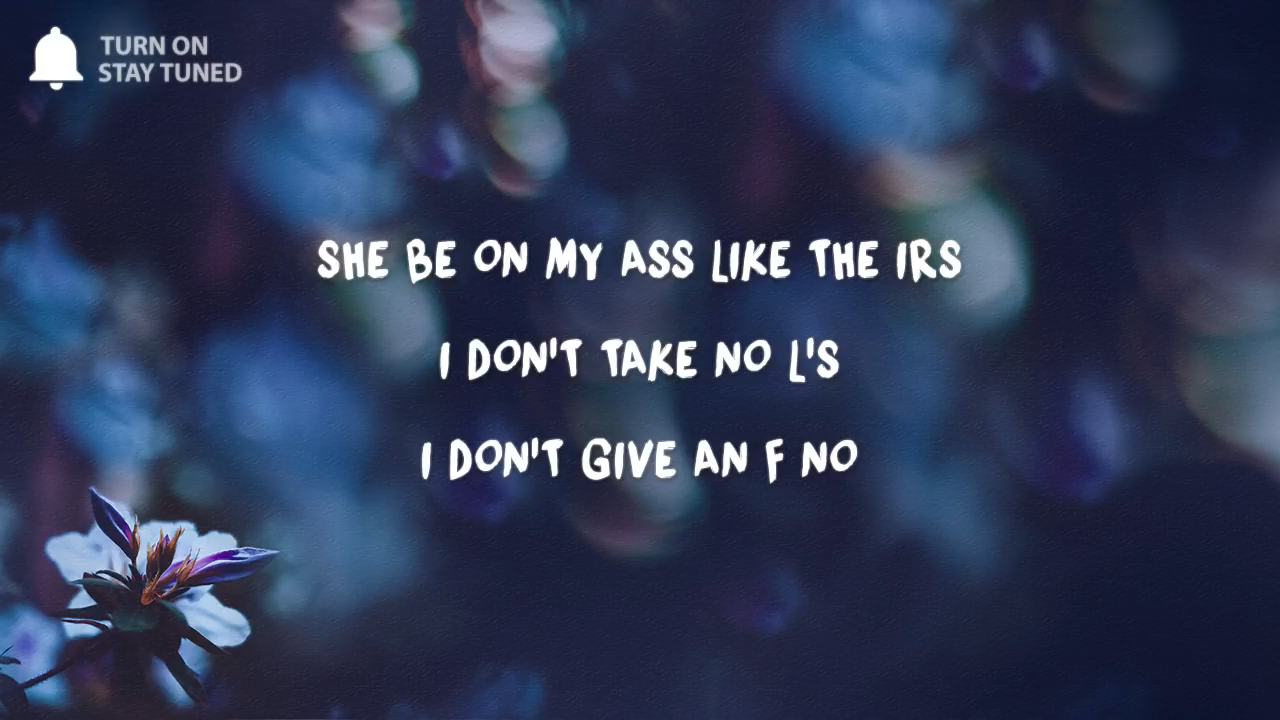 TURN ON
STAY TUNED
SHE BE ON MY ASS LIKE THE IRS
I DON'T TAKE NO L'S
I DON'T GIVE AN F NO